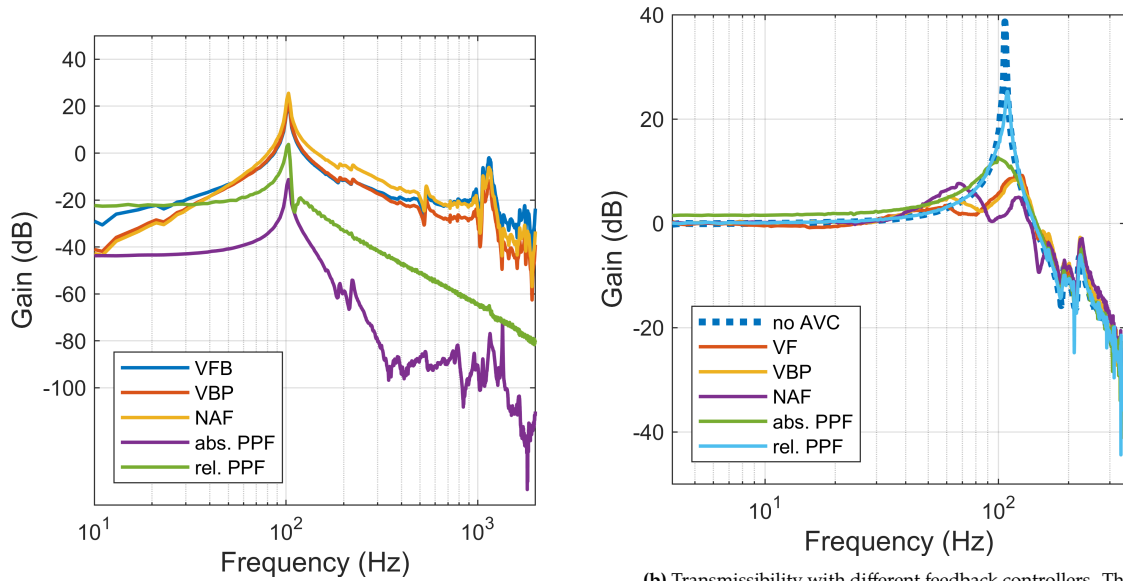 40
20
0
-20
-40
-60
-80
-100
Gain (dB)
VFB
VBP
NAF
abs. PPF
rel. PPF
10^1
10^2
10^3
Frequency (Hz)
40
20
0
-20
-40
Gain (dB)
no AVC
VF
VBP
NAF
abs. PPF
rel. PPF
10^1
10^2
Frequency (Hz)
(b) Transmissibility with different feedback controllers. Th